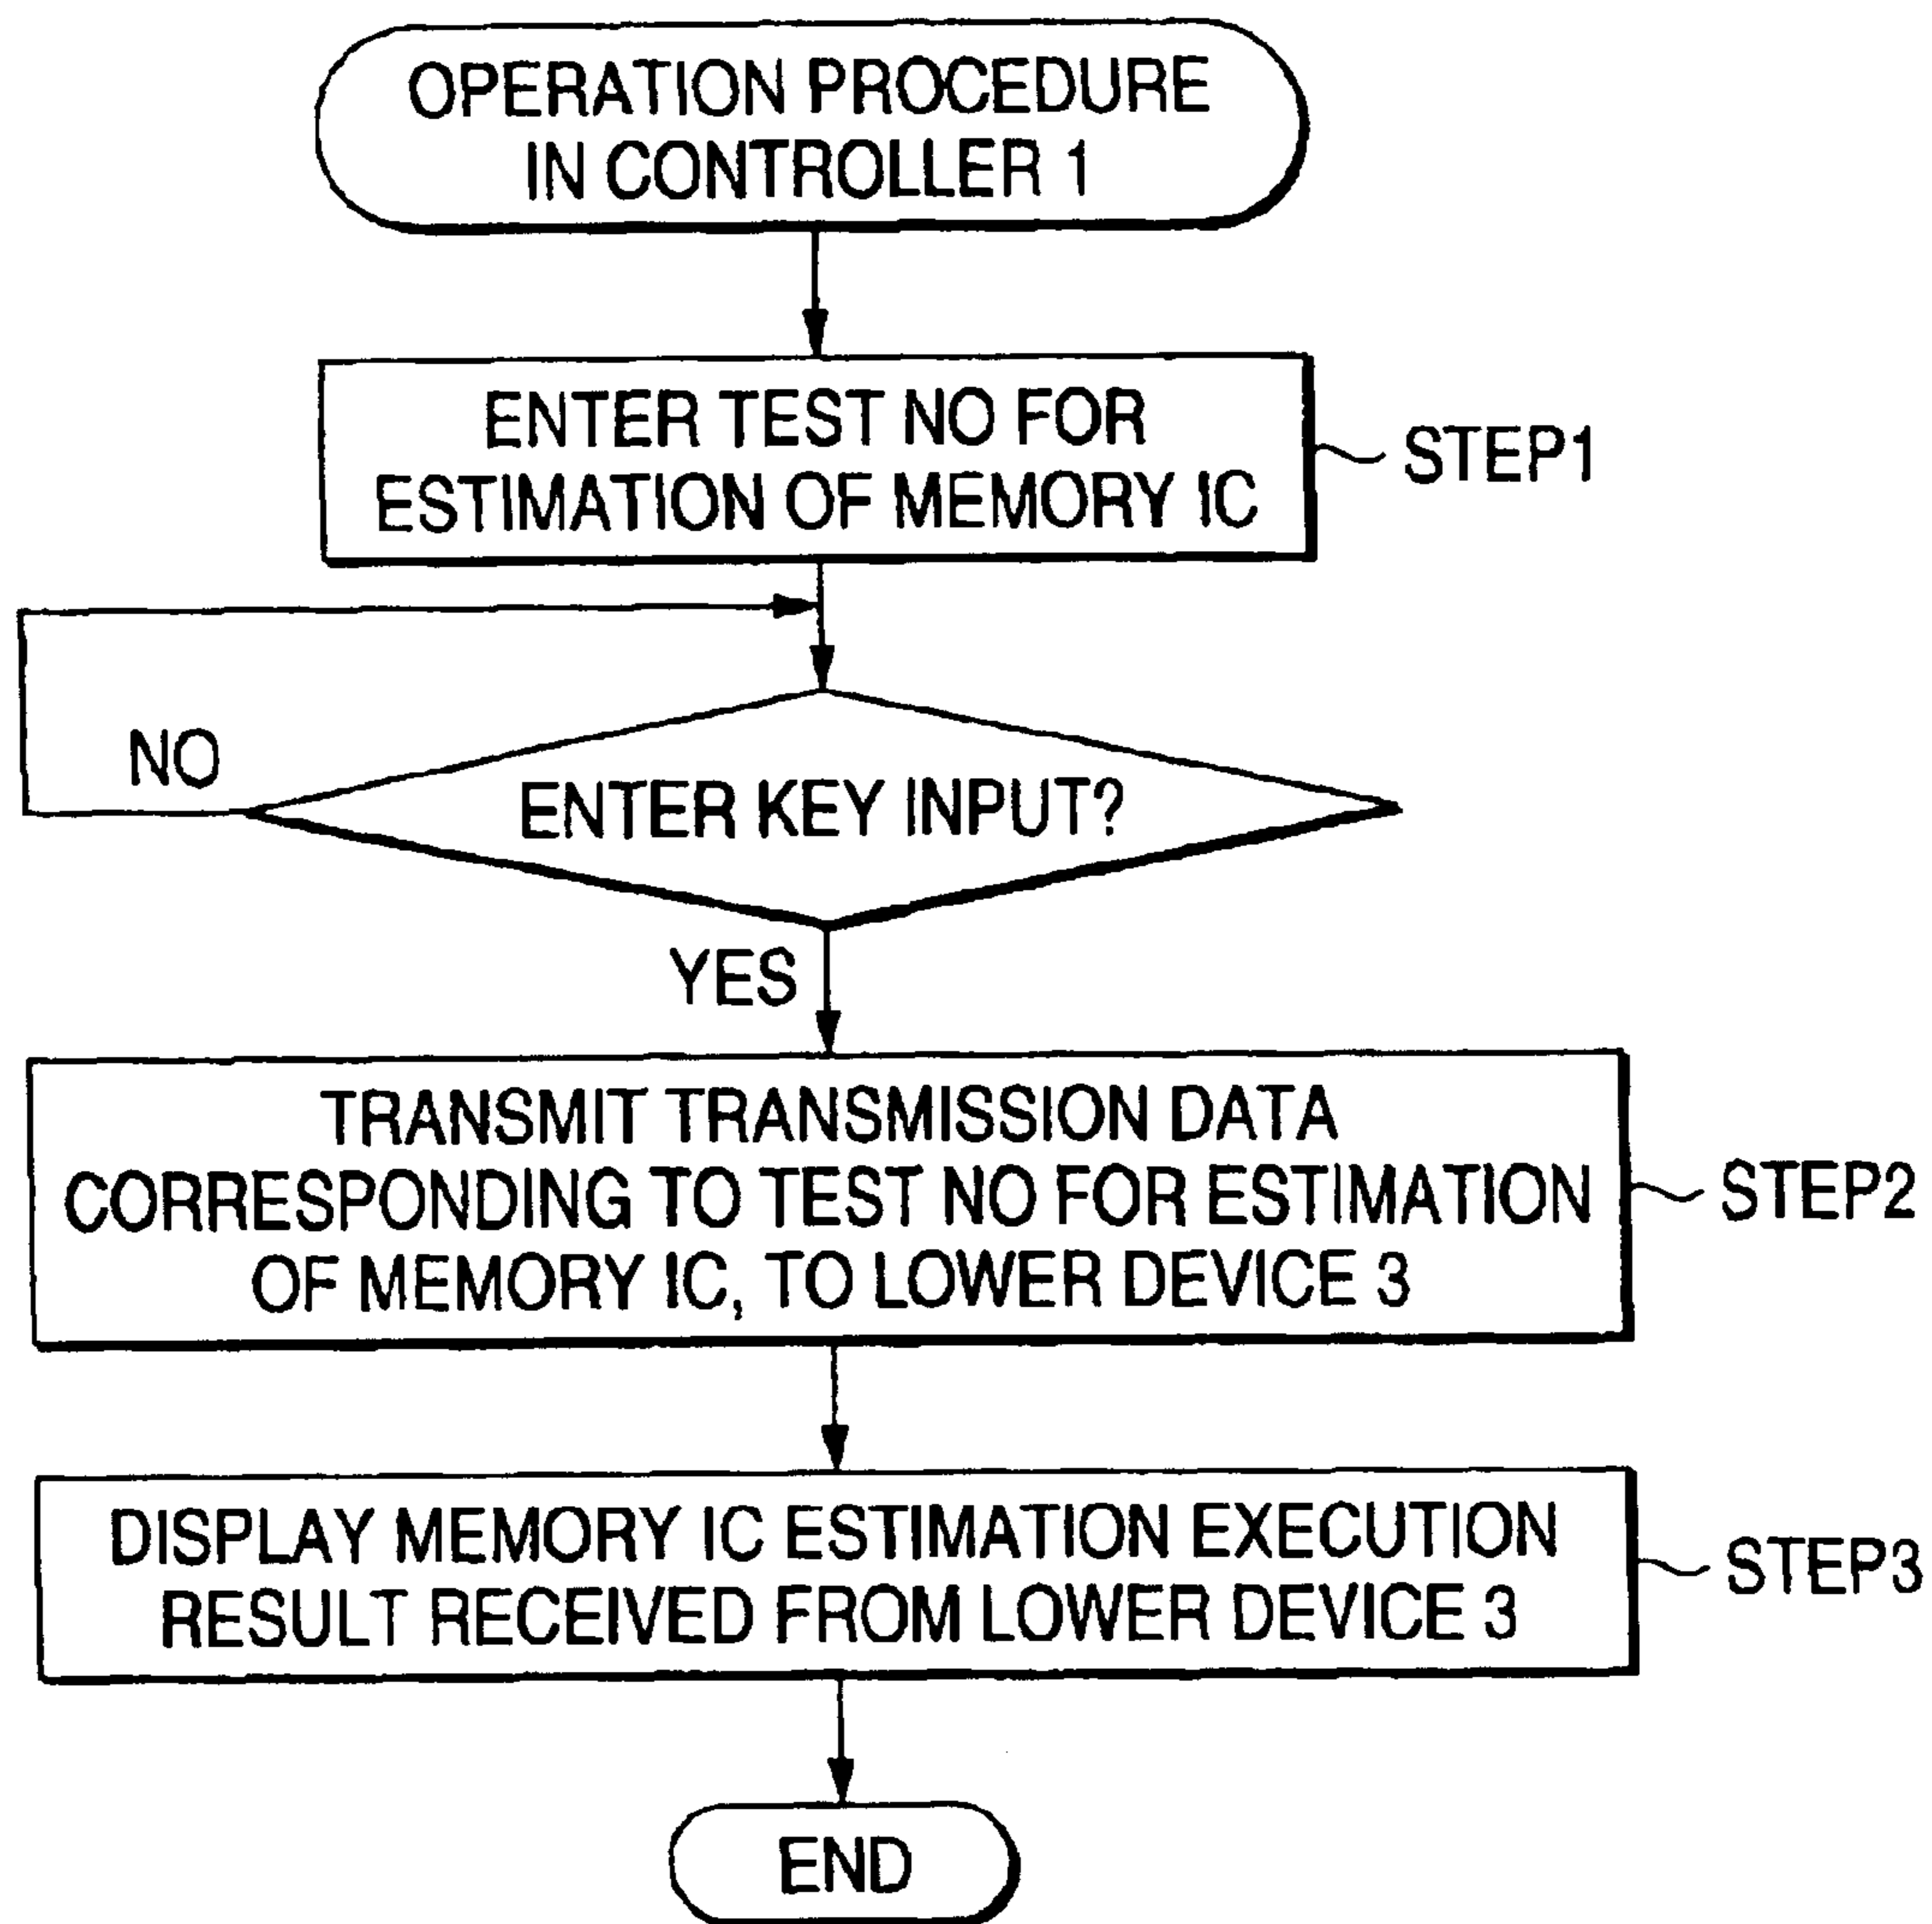 OPERATION PROCEDURE
IN CONTROLLER 1
ENTER TEST NO FOR
ESTIMATION OF MEMORY IC
STEP1
NO
ENTER KEY INPUT?
YES
TRANSMIT TRANSMISSION DATA
CORRESPONDING TO TEST NO FOR ESTIMATION
OF MEMORY IC, TO LOWER DEVICE 3
STEP2
DISPLAY MEMORY IC ESTIMATION EXECUTION
RESULT RECEIVED FROM LOWER DEVICE 3
STEP3
END